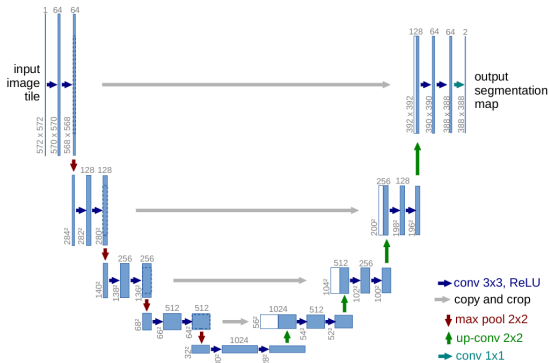 1 64 64
128 64 64 2
input
image
tile
output
segmentation
map
572 x 572
570 x 570
568 x 568
392 x 392
390 x 390
388 x 388
388 x 388
128 128
256 128
284²
282²
280²
200²
198²
196²
256 256
512 256
140²
138²
136²
104²
102²
100²
512 512
1024 512
68²
66²
64²
56²
54²
52²
1024
32²
30²
28²
conv 3x3, ReLU
copy and crop
max pool 2x2
up-conv 2x2
conv 1x1